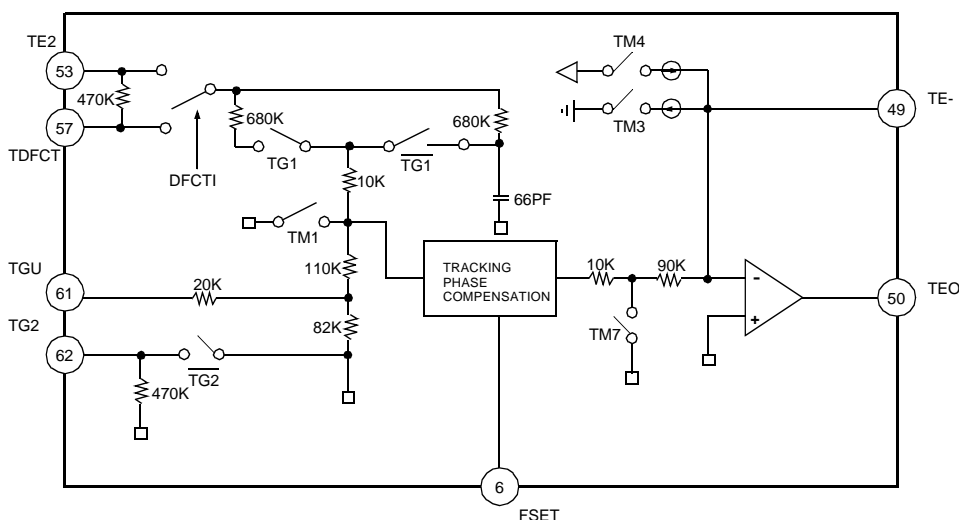 TE2
53
470K
57
TDFCT
DFCTI
680K
TG1
TG1
680K
10K
66PF
TM1
TM4
TM3
49
TE-
TGU
61
20K
110K
TG2
62
82K
TG2
470K
TRACKING
PHASE
COMPENSATION
10K
90K
TM7
-
+
50
TEO
6
FSET